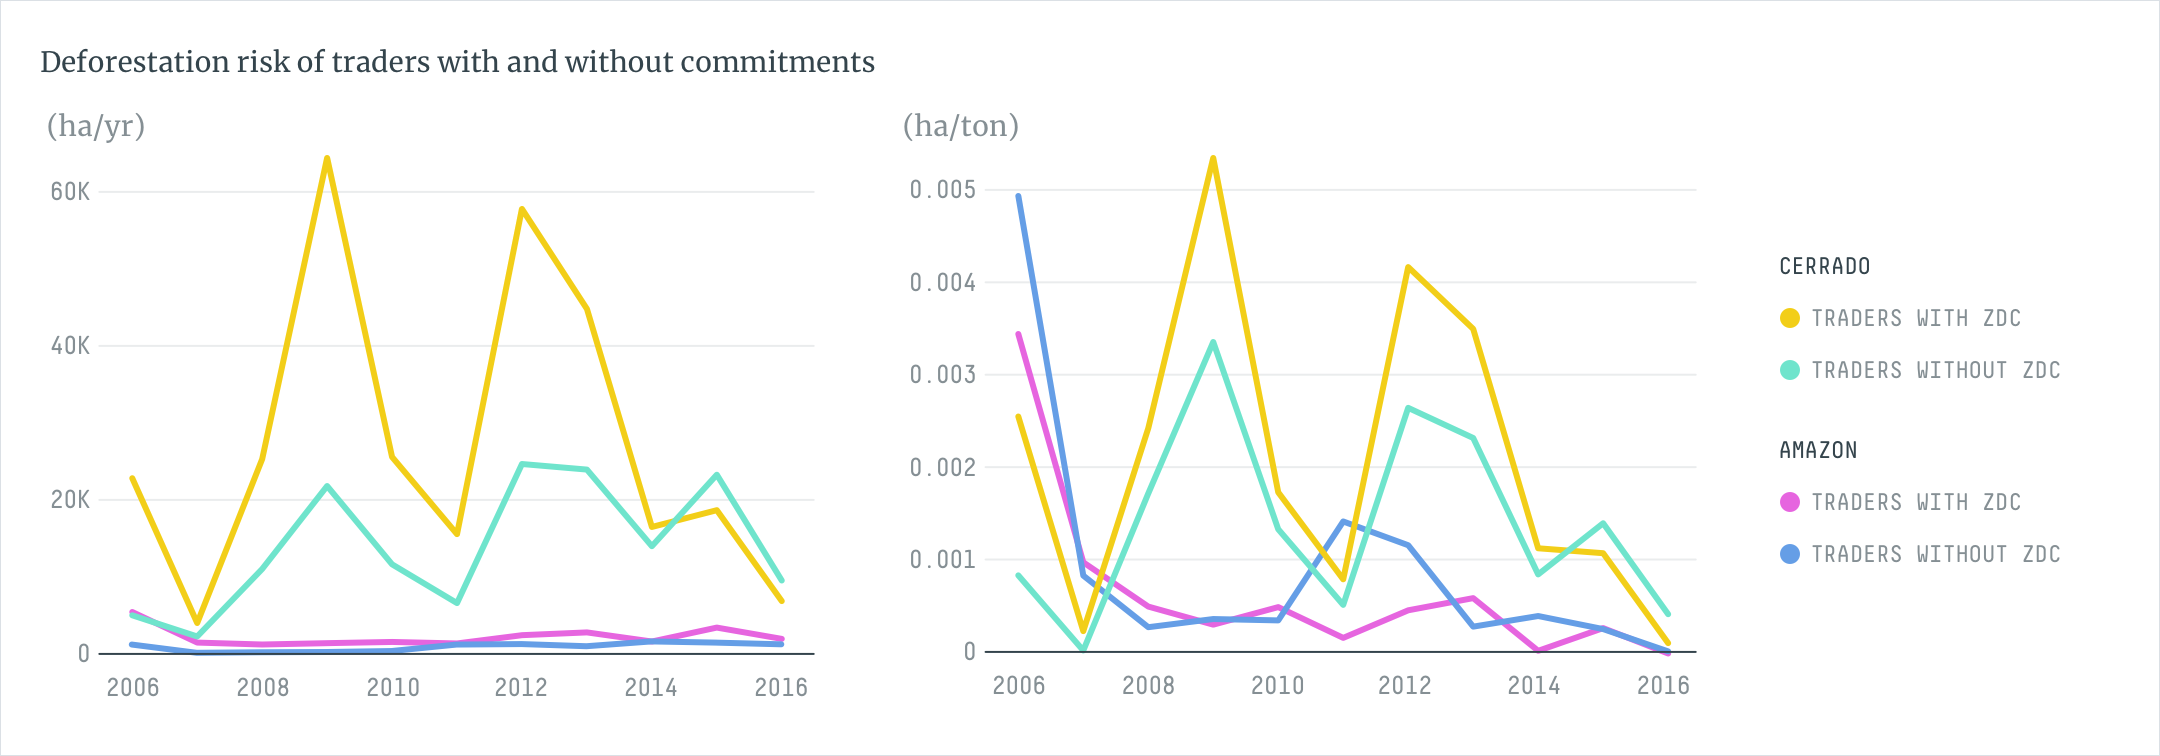 Deforestation risk of traders with and without commitments
(ha/yr)
60K
40K
20K
0
2006 2008 2010 2012 2014 2016
(ha/ton)
0.005
0.004
0.003
0.002
0.001
0
2006 2008 2010 2012 2014 2016
CERRADO
TRADERS WITH ZDC
TRADERS WITHOUT ZDC
AMAZON
TRADERS WITH ZDC
TRADERS WITHOUT ZDC